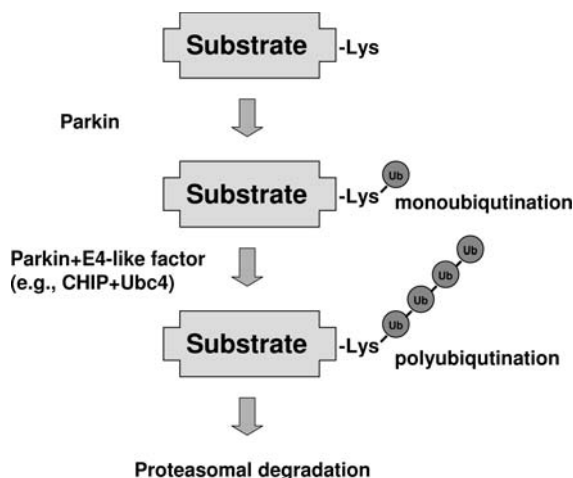 Substrate -Lys
Parkin
Ub
Substrate -Lys
monoubiqutination
Parkin+E4-like factor
(e.g., CHIP+Ubc4)
Ub
Ub
Ub
Ub
Substrate -Lys
polyubiqutination
Proteasomal degradation